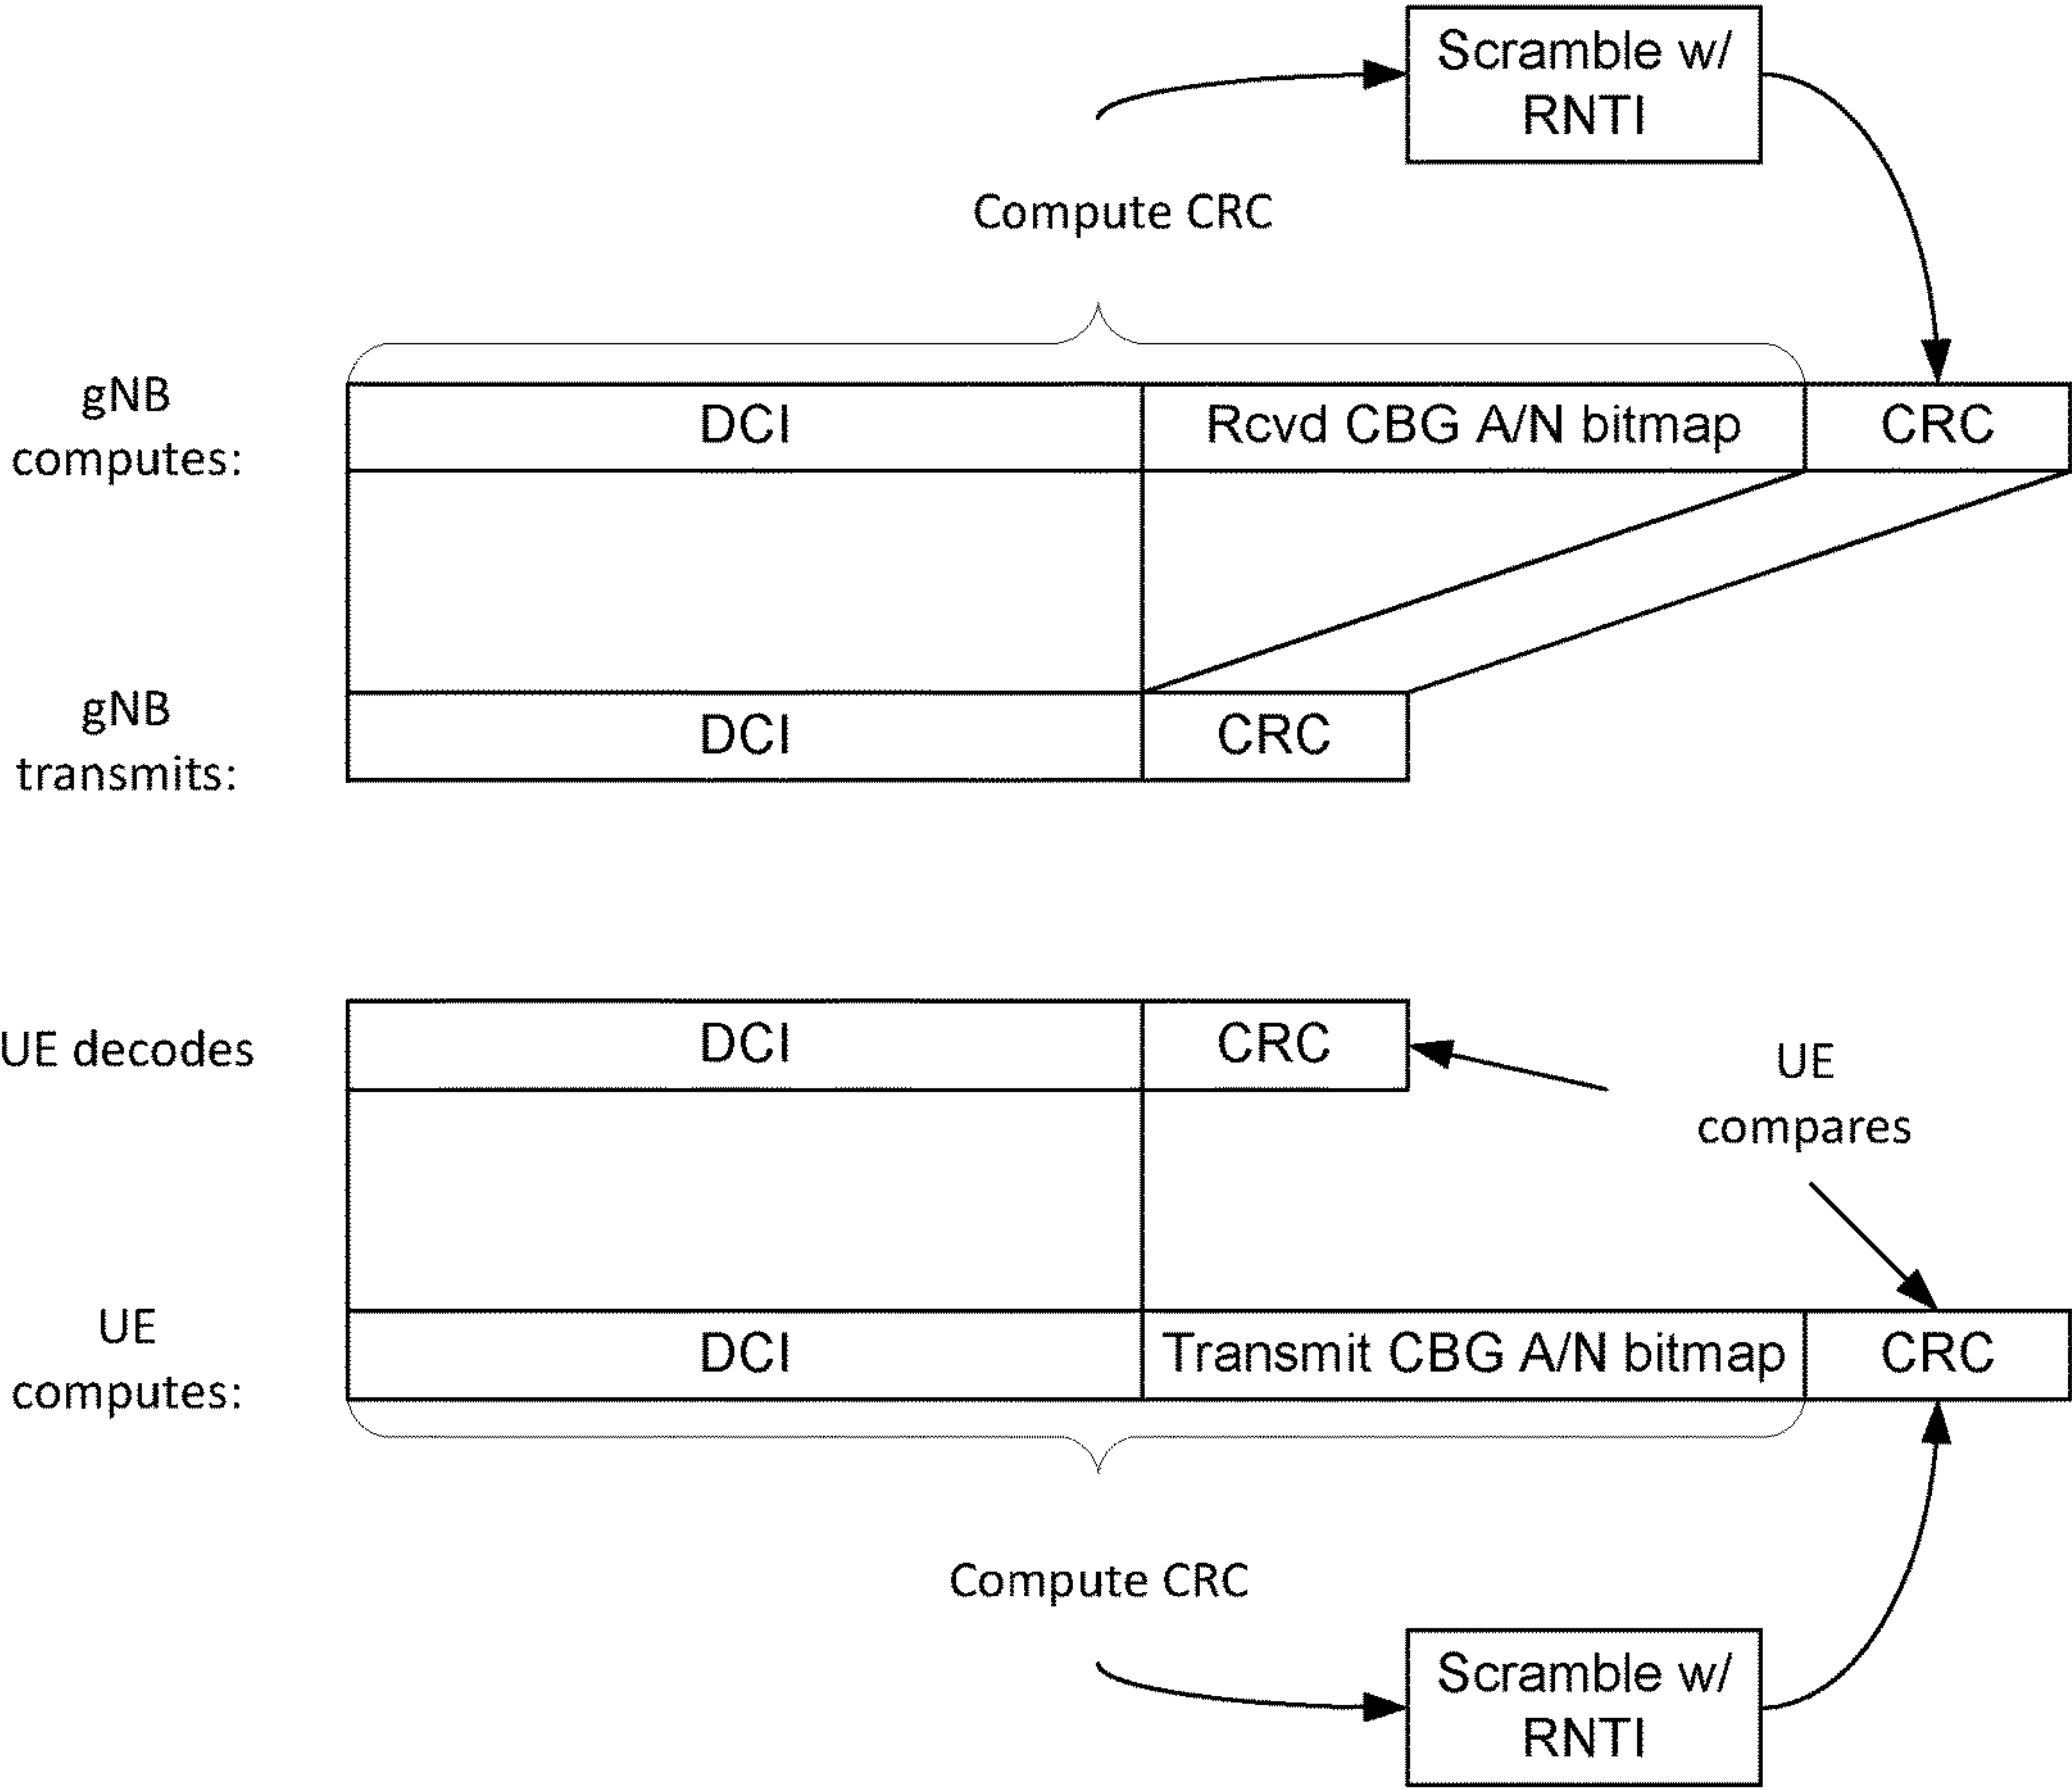 Scramble w/
RNTI
Compute CRC
gNB
computes:
DCI
Rcvd CBG A/N bitmap
CRC
gNB
transmits:
DCI
CRC
UE decodes
DCI
CRC
UE
compares
UE
computes:
DCI
Transmit CBG A/N bitmap
CRC
Compute CRC
Scramble w/
RNTI